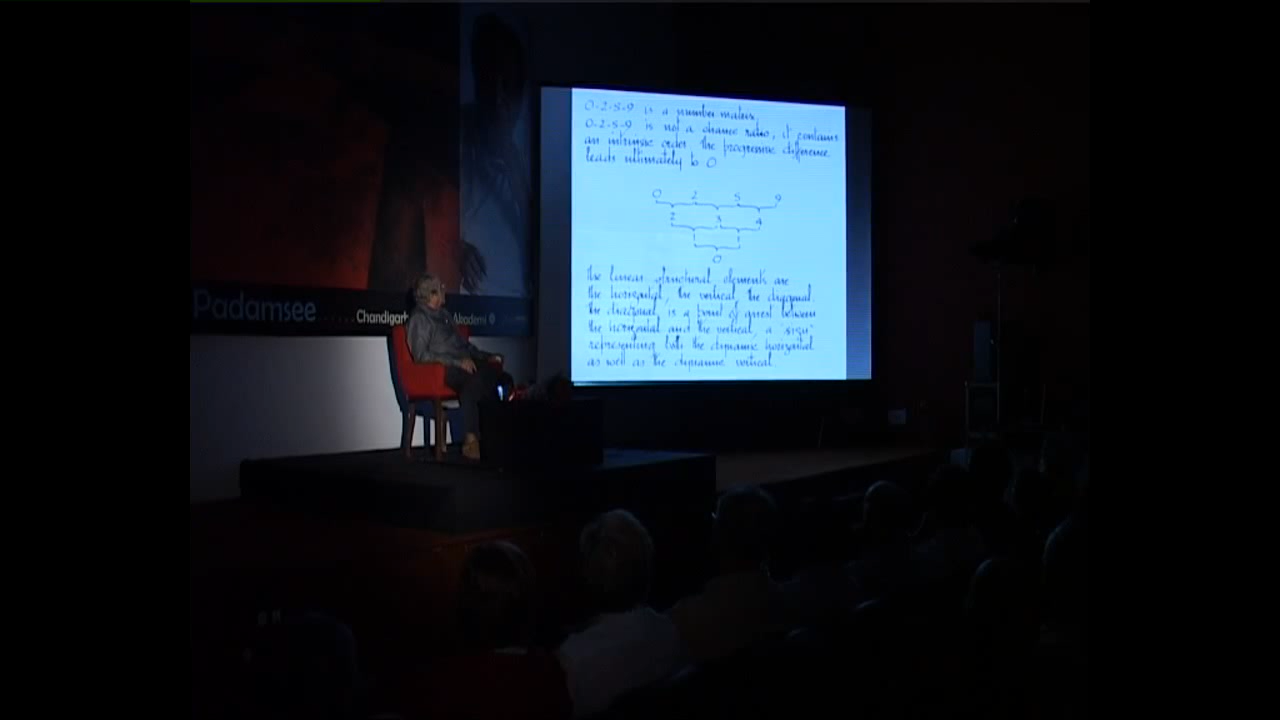 0-2-5-9 is a number matrix,
0-2-5-9 is not a chance ratio, it contains
an intrinsic order. the progressive difference
leads ultimately to 0
0 2 5 9
2 3 4
0
the linear structural elements are
the horizontal, the vertical, the diagonal.
the diagonal, is a point of quest between
the horizontal and the vertical, a "sign"
representing both the dynamic horizontal
as well as the dynamic vertical.
Padamsee ..... Chandigarh Akademi